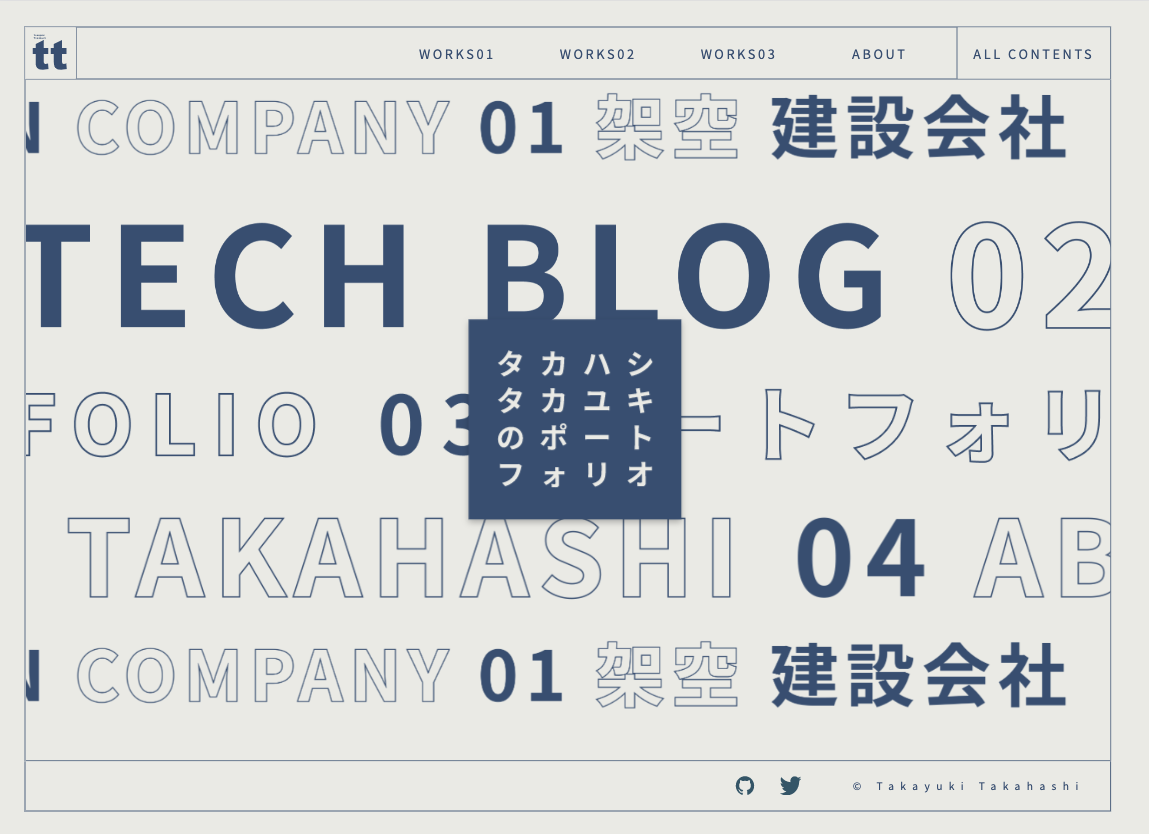 tt
WORKS01
WORKS02
WORKS03
ABOUT
ALL CONTENTS
N COMPANY 01 架空 建設会社
TECH BLOG 02
FOLIO 03 ートフォリ
タカハシ
タカユキ
のポート
フォリオ
TAKAHASHI 04 AB
N COMPANY 01 架空 建設会社
© Takayuki Takahashi